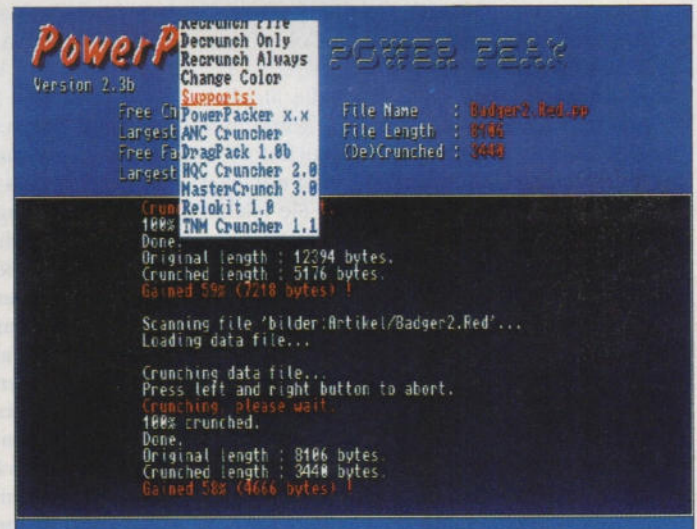 Recrunch File
Decrunch Only
Recrunch Always
Change Color
Supports:
PowerPacker x.x
ANC Cruncher
DragPack 1.0b
HQC Cruncher 2.0
MasterCrunch 3.0
Relokit 1.0
TNM Cruncher 1.1
PowerP
POWER PEAK
Version 2.3b
Free Ch
Largest
Free Fa
Largest
File Name : Badger2.Red.pp
File Length : 8106
(De)Crunched : 3440
Crun
100%
Done.
Original length : 12394 bytes.
Crunched length : 5176 bytes.
Gained 59% (7218 bytes) !
Scanning file 'bilder:Artikel/Badger2.Red'...
Loading data file...
Crunching data file...
Press left and right button to abort.
Crunching, please wait.
100% crunched.
Done.
Original length : 8106 bytes.
Crunched length : 3440 bytes.
Gained 58% (4666 bytes) !